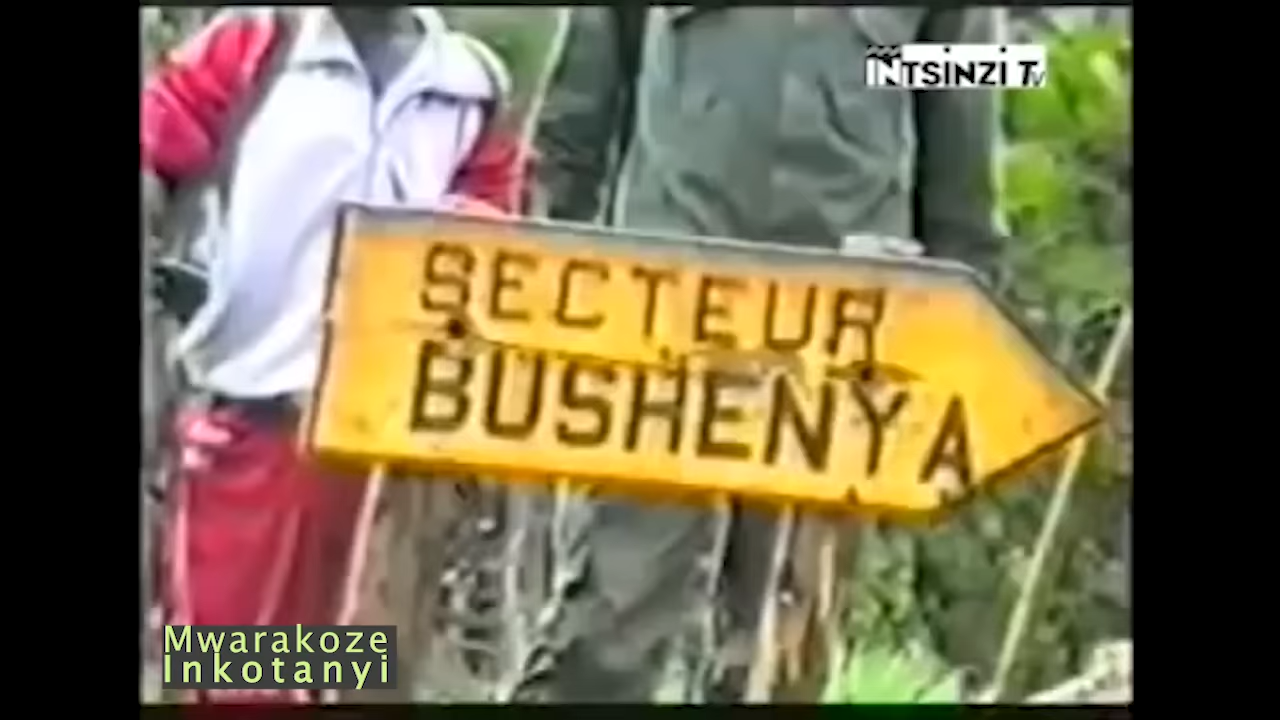 INTSINZI Tv
SECTEUR
BUSHENYA
Mwarakoze
Inkotanyi